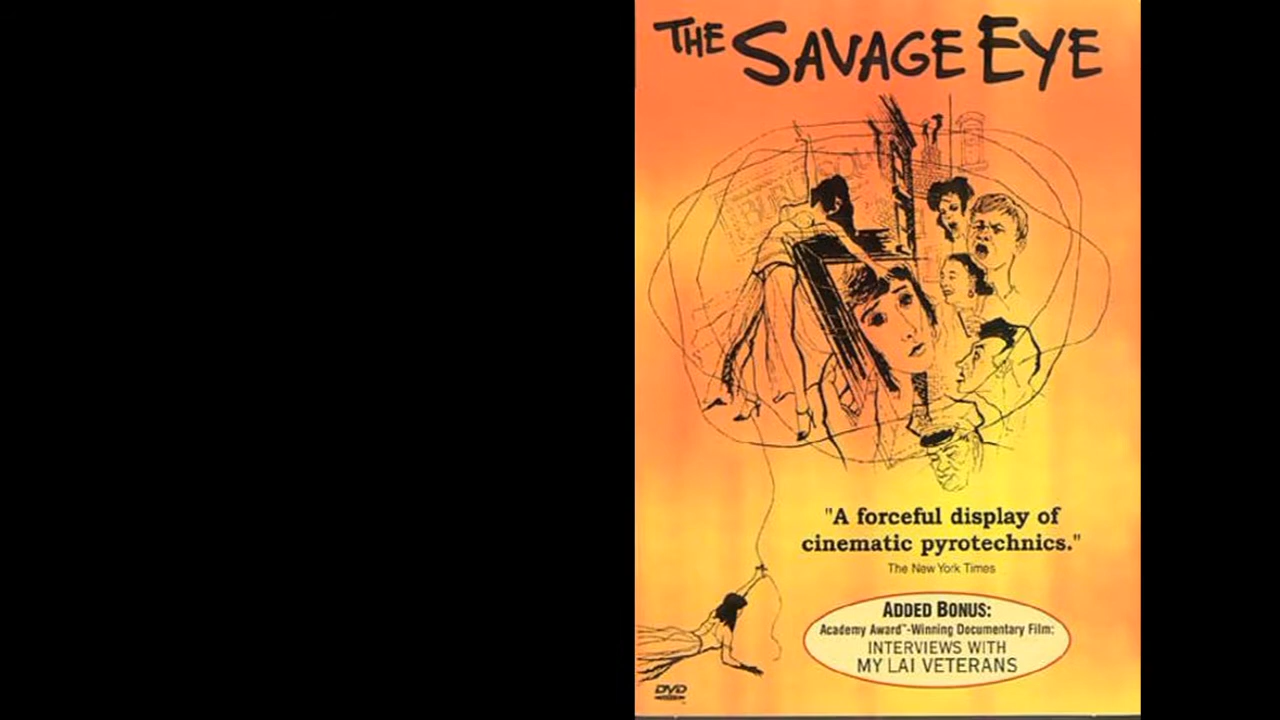 THE SAVAGE EYE
"A forceful display of
cinematic pyrotechnics."
The New York Times
ADDED BONUS:
Academy Award™-Winning Documentary Film:
INTERVIEWS WITH
MY LAI VETERANS
DVD